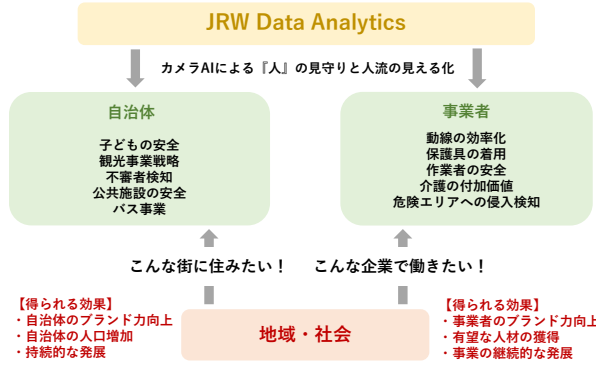 JRW Data Analytics
カメラAIによる『人』の見守りと人流の見える化
自治体
子どもの安全
観光事業戦略
不審者検知
公共施設の安全
バス事業
事業者
動線の効率化
保護具の着用
作業者の安全
介護の付加価値
危険エリアへの侵入検知
こんな街に住みたい！
こんな企業で働きたい！
【得られる効果】
・自治体のブランド力向上
・自治体の人口増加
・持続的な発展
地域・社会
【得られる効果】
・事業者のブランド力向上
・有望な人材の獲得
・事業の継続的な発展